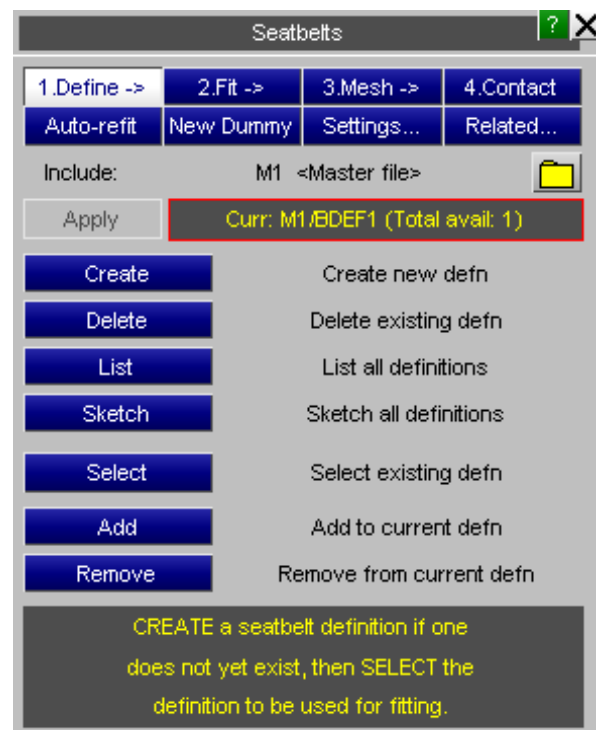 Seatbelts ? X
1.Define -> 2.Fit -> 3.Mesh -> 4.Contact
Auto-refit New Dummy Settings... Related...
Include: M1 <Master file>
Apply Curr: M1/BDEF1 (Total avail: 1)
Create Create new defn
Delete Delete existing defn
List List all definitions
Sketch Sketch all definitions
Select Select existing defn
Add Add to current defn
Remove Remove from current defn
CREATE a seatbelt definition if one
does not yet exist, then SELECT the
definition to be used for fitting.